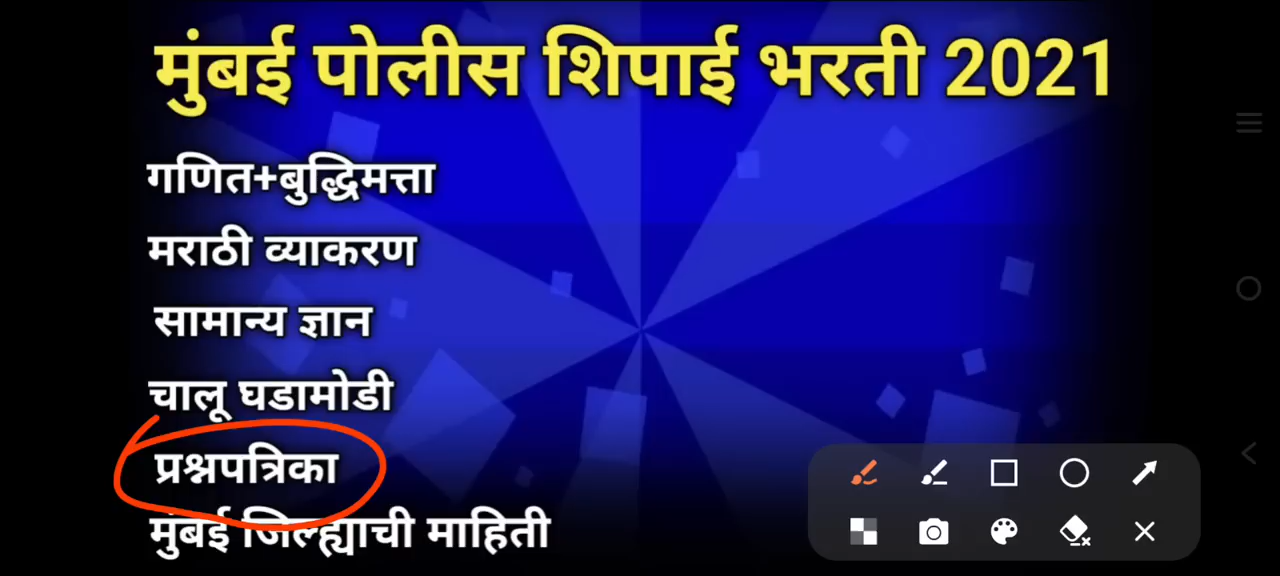 मुंबई पोलीस शिपाई भरती 2021
गणित+बुद्धिमत्ता
मराठी व्याकरण
सामान्य ज्ञान
चालू घडामोडी
प्रश्नपत्रिका
मुंबई जिल्ह्याची माहिती